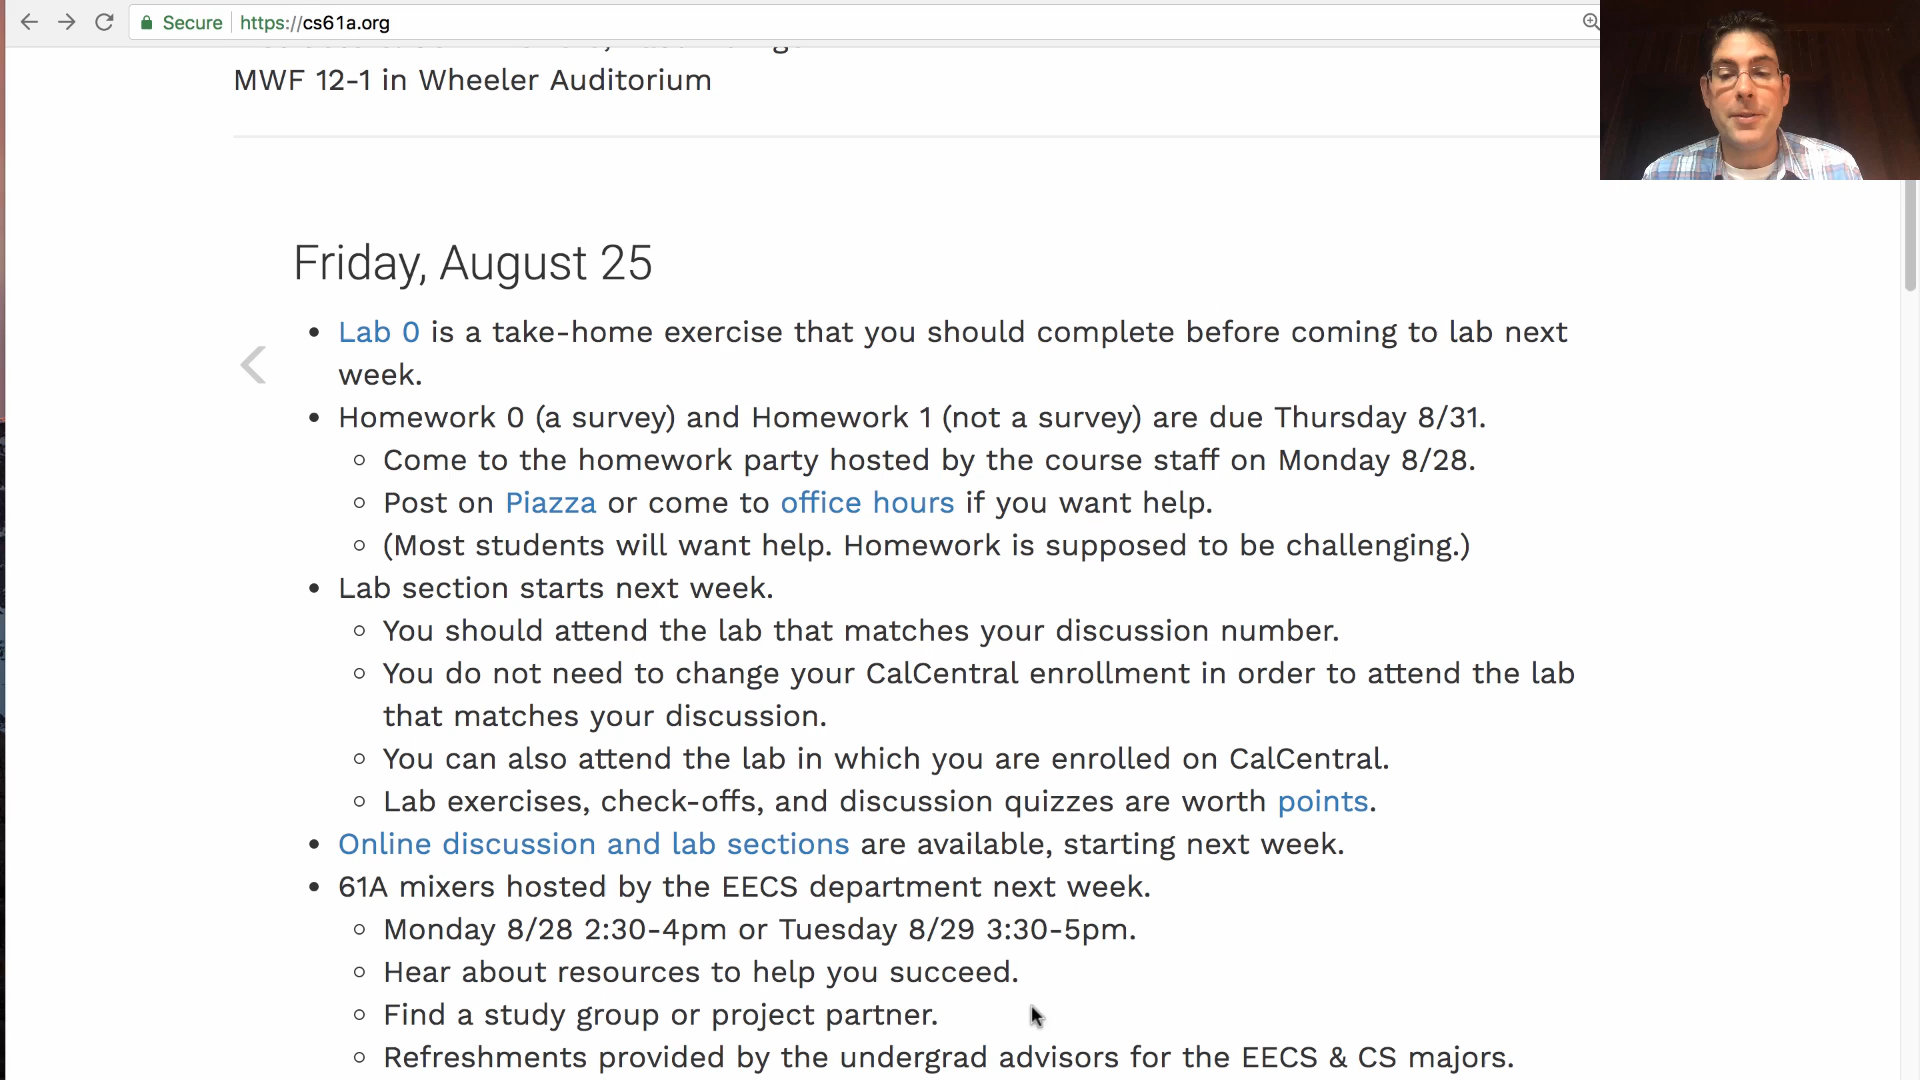 Secure https://cs61a.org
MWF 12-1 in Wheeler Auditorium
Friday, August 25
• Lab 0 is a take-home exercise that you should complete before coming to lab next
week.
• Homework 0 (a survey) and Homework 1 (not a survey) are due Thursday 8/31.
◦ Come to the homework party hosted by the course staff on Monday 8/28.
◦ Post on Piazza or come to office hours if you want help.
◦ (Most students will want help. Homework is supposed to be challenging.)
• Lab section starts next week.
◦ You should attend the lab that matches your discussion number.
◦ You do not need to change your CalCentral enrollment in order to attend the lab
that matches your discussion.
◦ You can also attend the lab in which you are enrolled on CalCentral.
◦ Lab exercises, check-offs, and discussion quizzes are worth points.
• Online discussion and lab sections are available, starting next week.
• 61A mixers hosted by the EECS department next week.
◦ Monday 8/28 2:30-4pm or Tuesday 8/29 3:30-5pm.
◦ Hear about resources to help you succeed.
◦ Find a study group or project partner.
◦ Refreshments provided by the undergrad advisors for the EECS & CS majors.